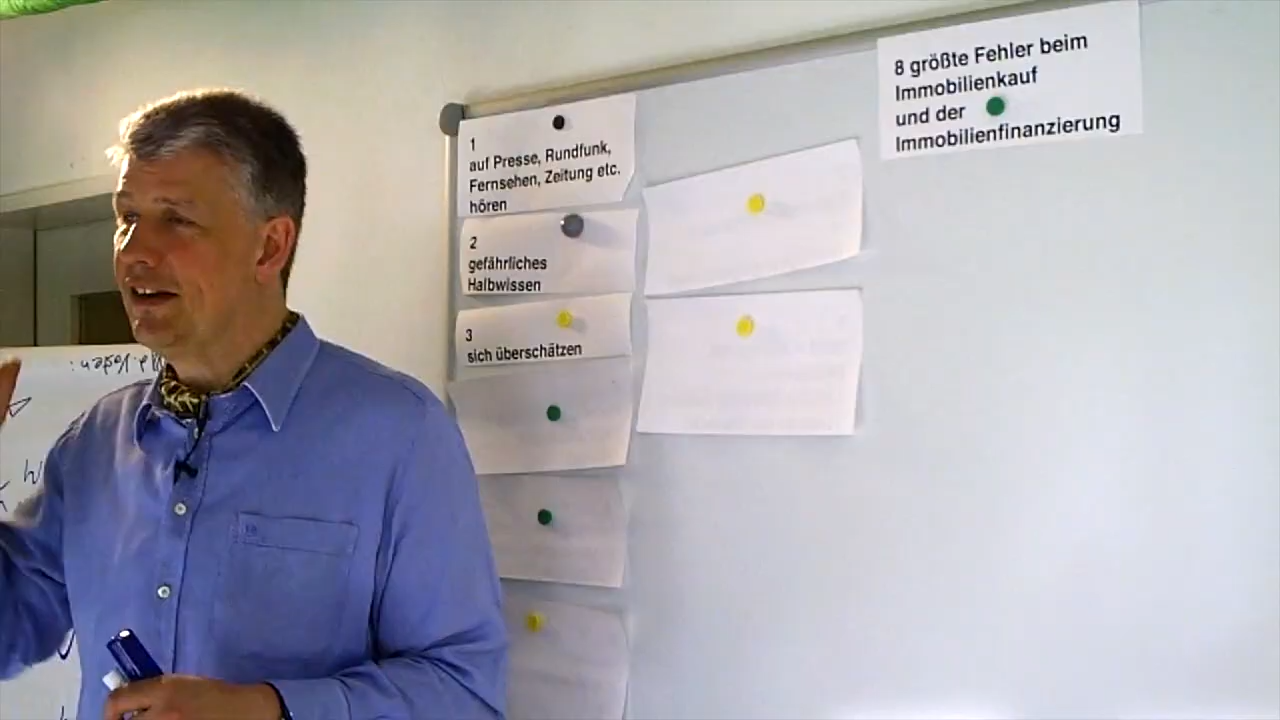 1
auf Presse, Rundfunk,
Fernsehen, Zeitung etc.
hören
2
gefährliches
Halbwissen
3
sich überschätzen
8 größte Fehler beim
Immobilienkauf
und der
Immobilienfinanzierung